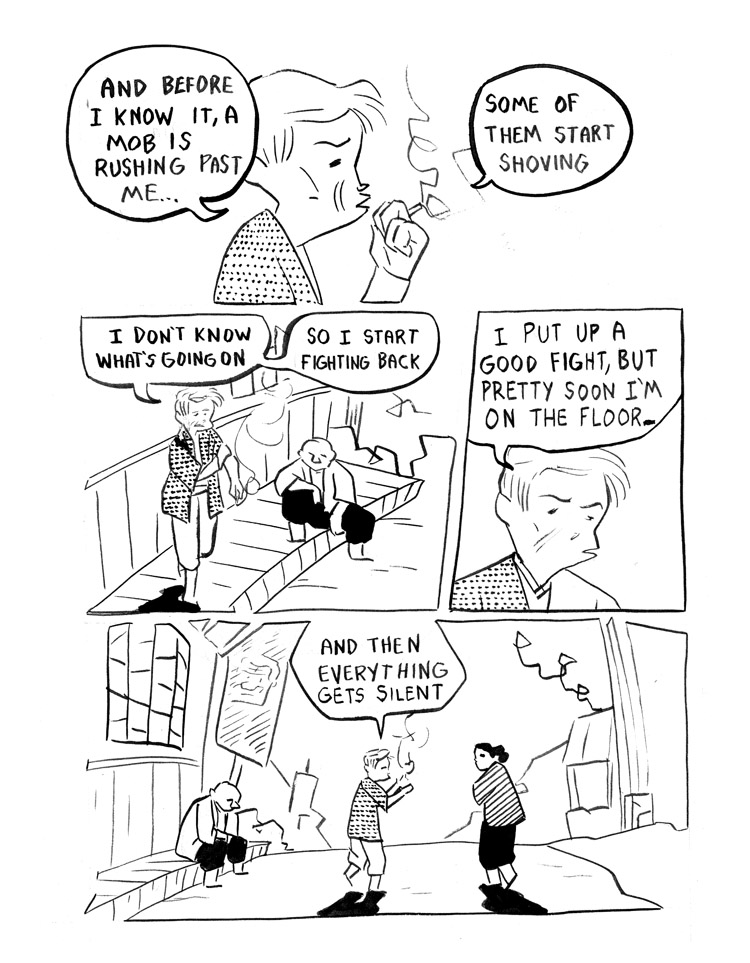 AND BEFORE
I KNOW IT, A
MOB IS
RUSHING PAST
ME...
SOME OF
THEM START
SHOVING
I DON'T KNOW
WHAT'S GOING ON
SO I START
FIGHTING BACK
I PUT UP A
GOOD FIGHT, BUT
PRETTY SOON I'M
ON THE FLOOR...
AND THEN
EVERYTHING
GETS SILENT